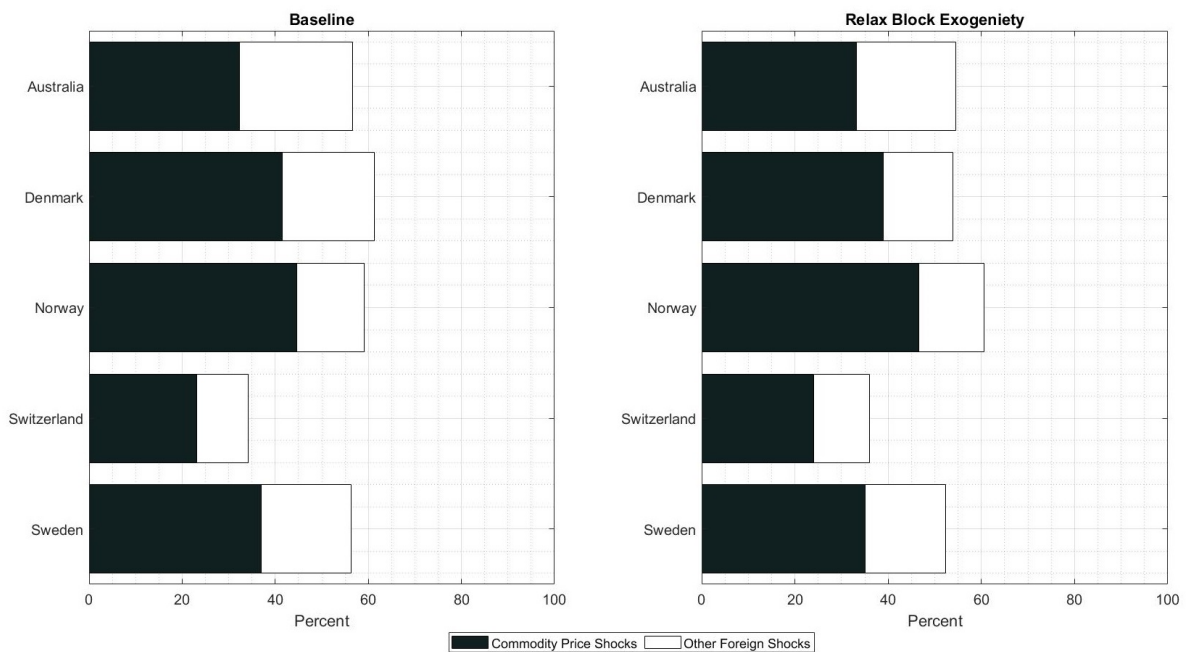 Baseline
Australia
Denmark
Norway
Switzerland
Sweden
0 20 40 60 80 100
Percent
Relax Block Exogeniety
Australia
Denmark
Norway
Switzerland
Sweden
0 20 40 60 80 100
Percent
Commodity Price Shocks Other Foreign Shocks